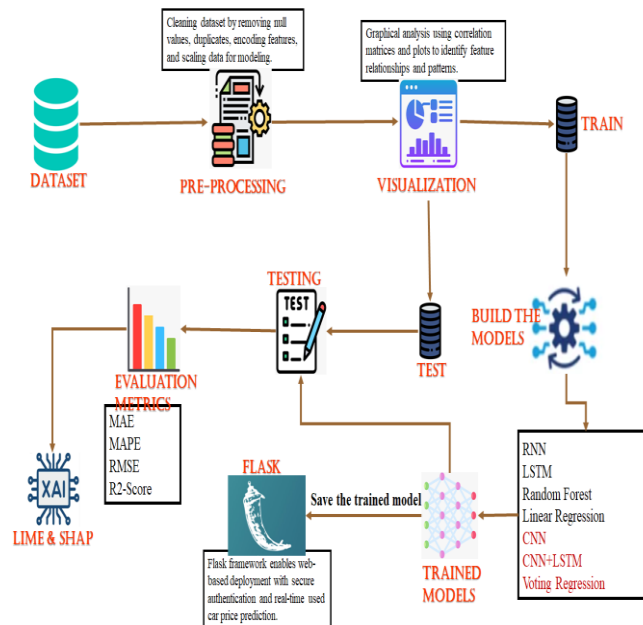 Cleaning dataset by removing null
values, duplicates, encoding features,
and scaling data for modeling.
Graphical analysis using correlation
matrices and plots to identify feature
relationships and patterns.
DATASET
PRE-PROCESSING
VISUALIZATION
TRAIN
TESTING
TEST
BUILD THE
MODELS
TEST
EVALUATION
METRICS
MAE
MAPE
RMSE
R2-Score
XAI
LIME & SHAP
FLASK
Save the trained model
Flask framework enables web-
based deployment with secure
authentication and real-time used
car price prediction.
TRAINED
MODELS
RNN
LSTM
Random Forest
Linear Regression
CNN
CNN+LSTM
Voting Regression